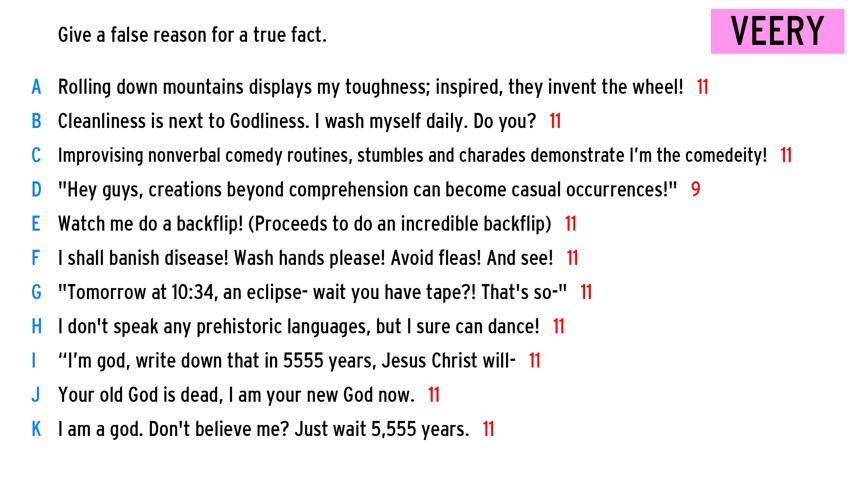 Give a false reason for a true fact.
VEERY
A Rolling down mountains displays my toughness; inspired, they invent the wheel! 11
B Cleanliness is next to Godliness. I wash myself daily. Do you? 11
C Improvising nonverbal comedy routines, stumbles and charades demonstrate I'm the comedeity! 11
D "Hey guys, creations beyond comprehension can become casual occurrences!" 9
E Watch me do a backflip! (Proceeds to do an incredible backflip) 11
F I shall banish disease! Wash hands please! Avoid fleas! And see! 11
G "Tomorrow at 10:34, an eclipse- wait you have tape?! That's so-" 11
H I don't speak any prehistoric languages, but I sure can dance! 11
I “I'm god, write down that in 5555 years, Jesus Christ will- 11
J Your old God is dead, I am your new God now. 11
K I am a god. Don't believe me? Just wait 5,555 years. 11